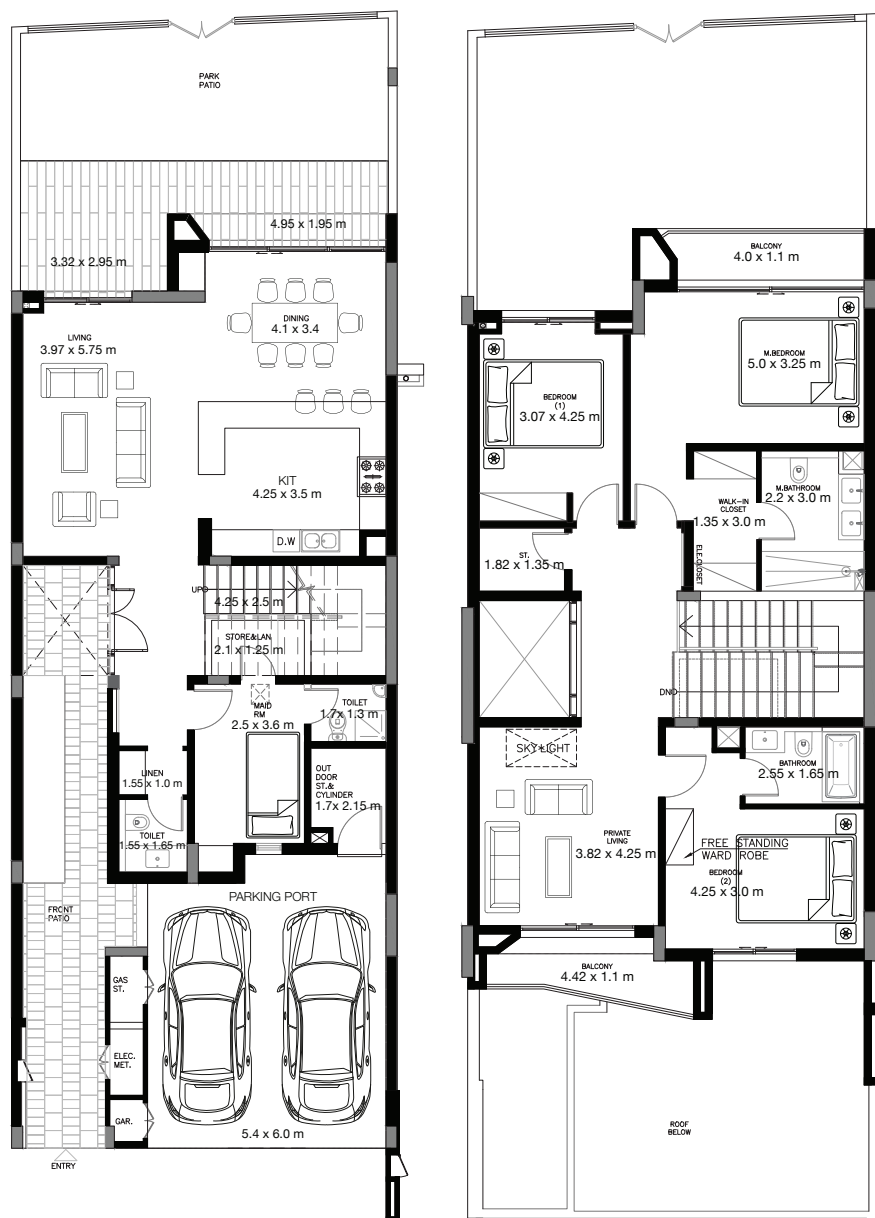 PARK
PATIO
4.95 x 1.95 m
3.32 x 2.95 m
DINING
4.1 x 3.4
LIVING
3.97 x 5.75 m
KIT
4.25 x 3.5 m
D.W
UP
4.25 x 2.5 m
STORE&LAN
2.1 x 1.25 m
MAID
RM
2.5 x 3.6 m
TOILET
1.7x 1.3 m
LINEN
1.55 x 1.0 m
OUT
DOOR
ST.&
CYLINDER
1.7x 2.15 m
TOILET
1.55 x 1.65 m
PARKING PORT
FRONT
PATIO
GAS
ST.
ELEC.
MET.
GAR.
5.4 x 6.0 m
ENTRY
BALCONY
4.0 x 1.1 m
M.BEDROOM
5.0 x 3.25 m
BEDROOM
(1)
3.07 x 4.25 m
M.BATHROOM
2.2 x 3.0 m
WALK-IN
CLOSET
1.35 x 3.0 m
ST.
1.82 x 1.35 m
ELE.CLOSET
DN
SKY LIGHT
BATHROOM
2.55 x 1.65 m
PRIVATE
LIVING
3.82 x 4.25 m
FREE STANDING
WARD ROBE
BEDROOM
(2)
4.25 x 3.0 m
BALCONY
4.42 x 1.1 m
ROOF
BELOW